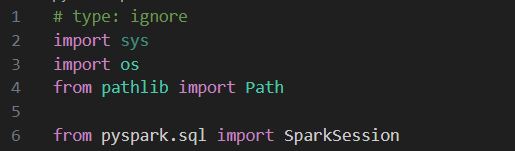 1 # type: ignore
2 import sys
3 import os
4 from pathlib import Path
5
6 from pyspark.sql import SparkSession